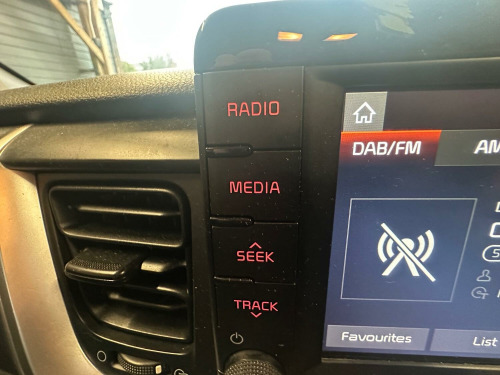 RADIO
MEDIA
SEEK
TRACK
DAB/FM
AM
Favourites
List